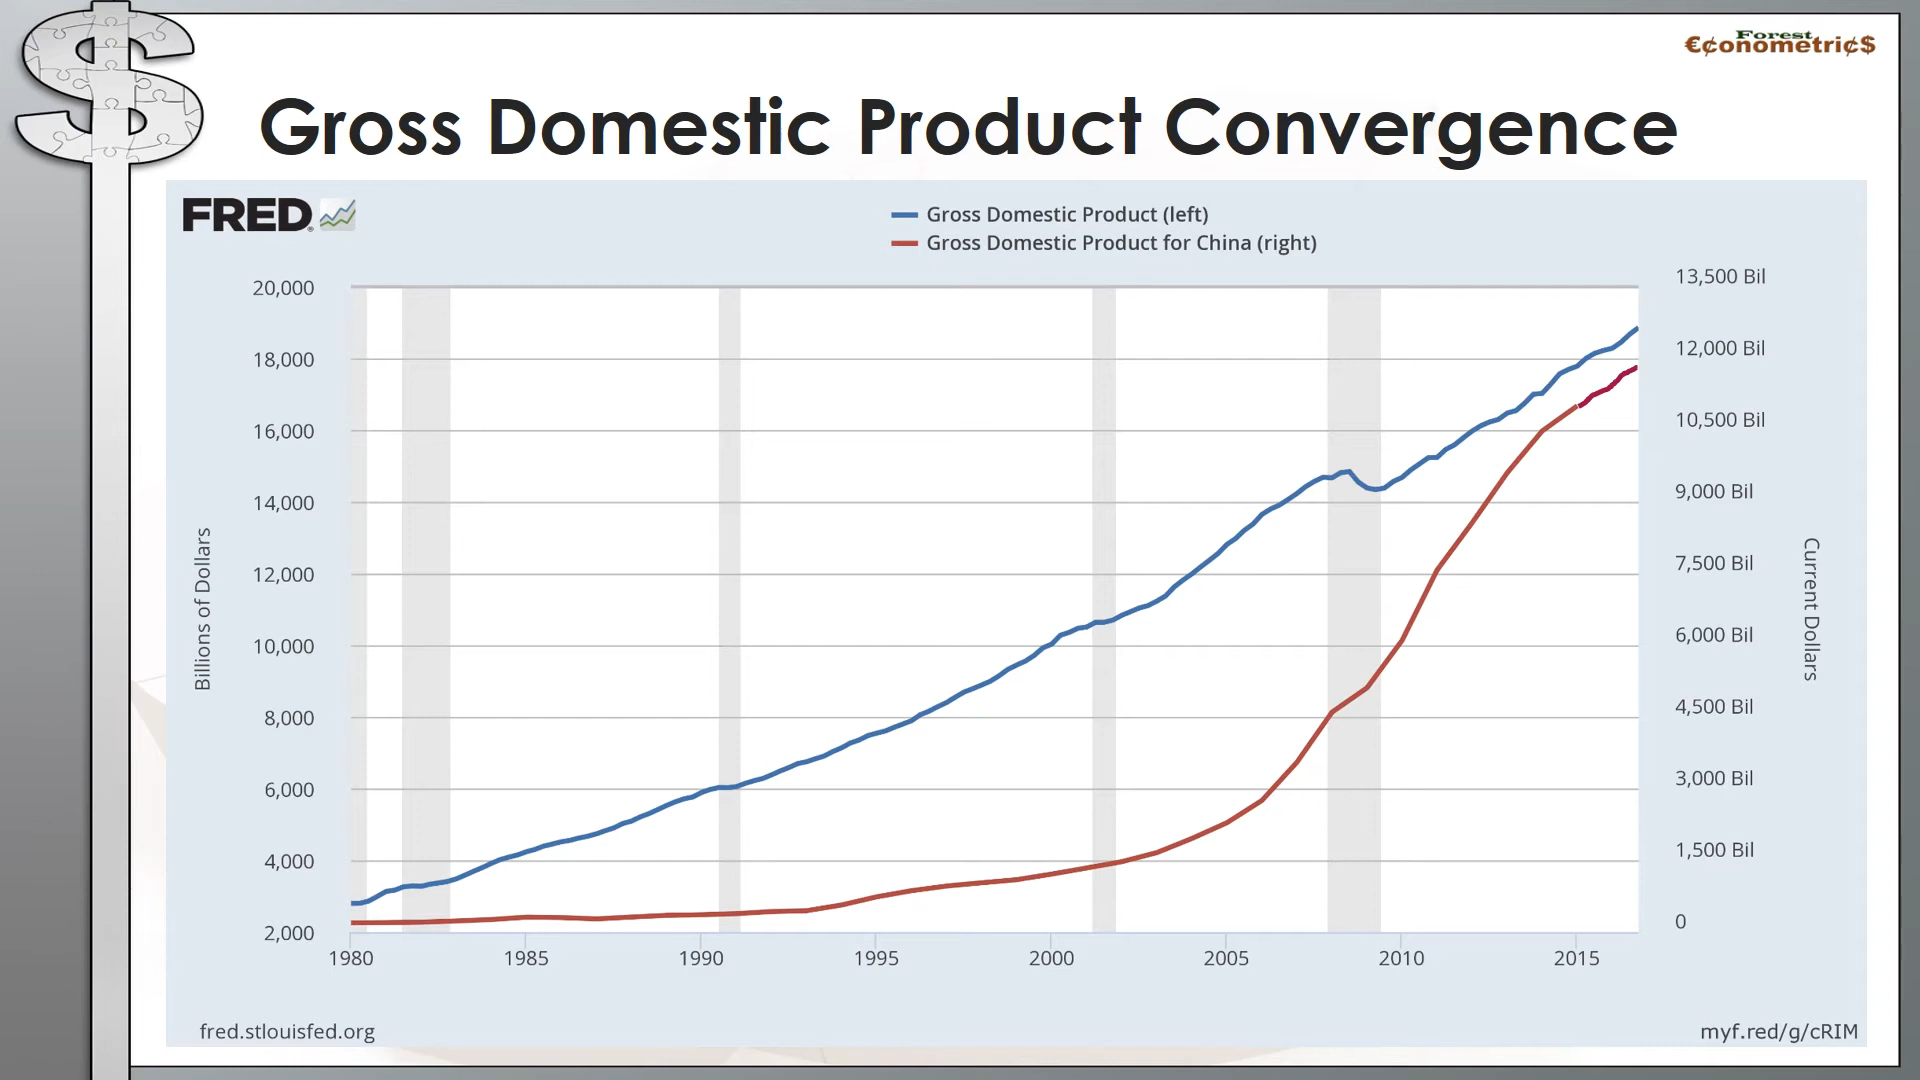 Forest
€¢onometri¢$
Gross Domestic Product Convergence
FRED
Gross Domestic Product (left)
Gross Domestic Product for China (right)
20,000
18,000
16,000
14,000
12,000
10,000
8,000
6,000
4,000
2,000
Billions of Dollars
13,500 Bil
12,000 Bil
10,500 Bil
9,000 Bil
7,500 Bil
6,000 Bil
4,500 Bil
3,000 Bil
1,500 Bil
0
Current Dollars
1980 1985 1990 1995 2000 2005 2010 2015
fred.stlouisfed.org
myf.red/g/cRIM